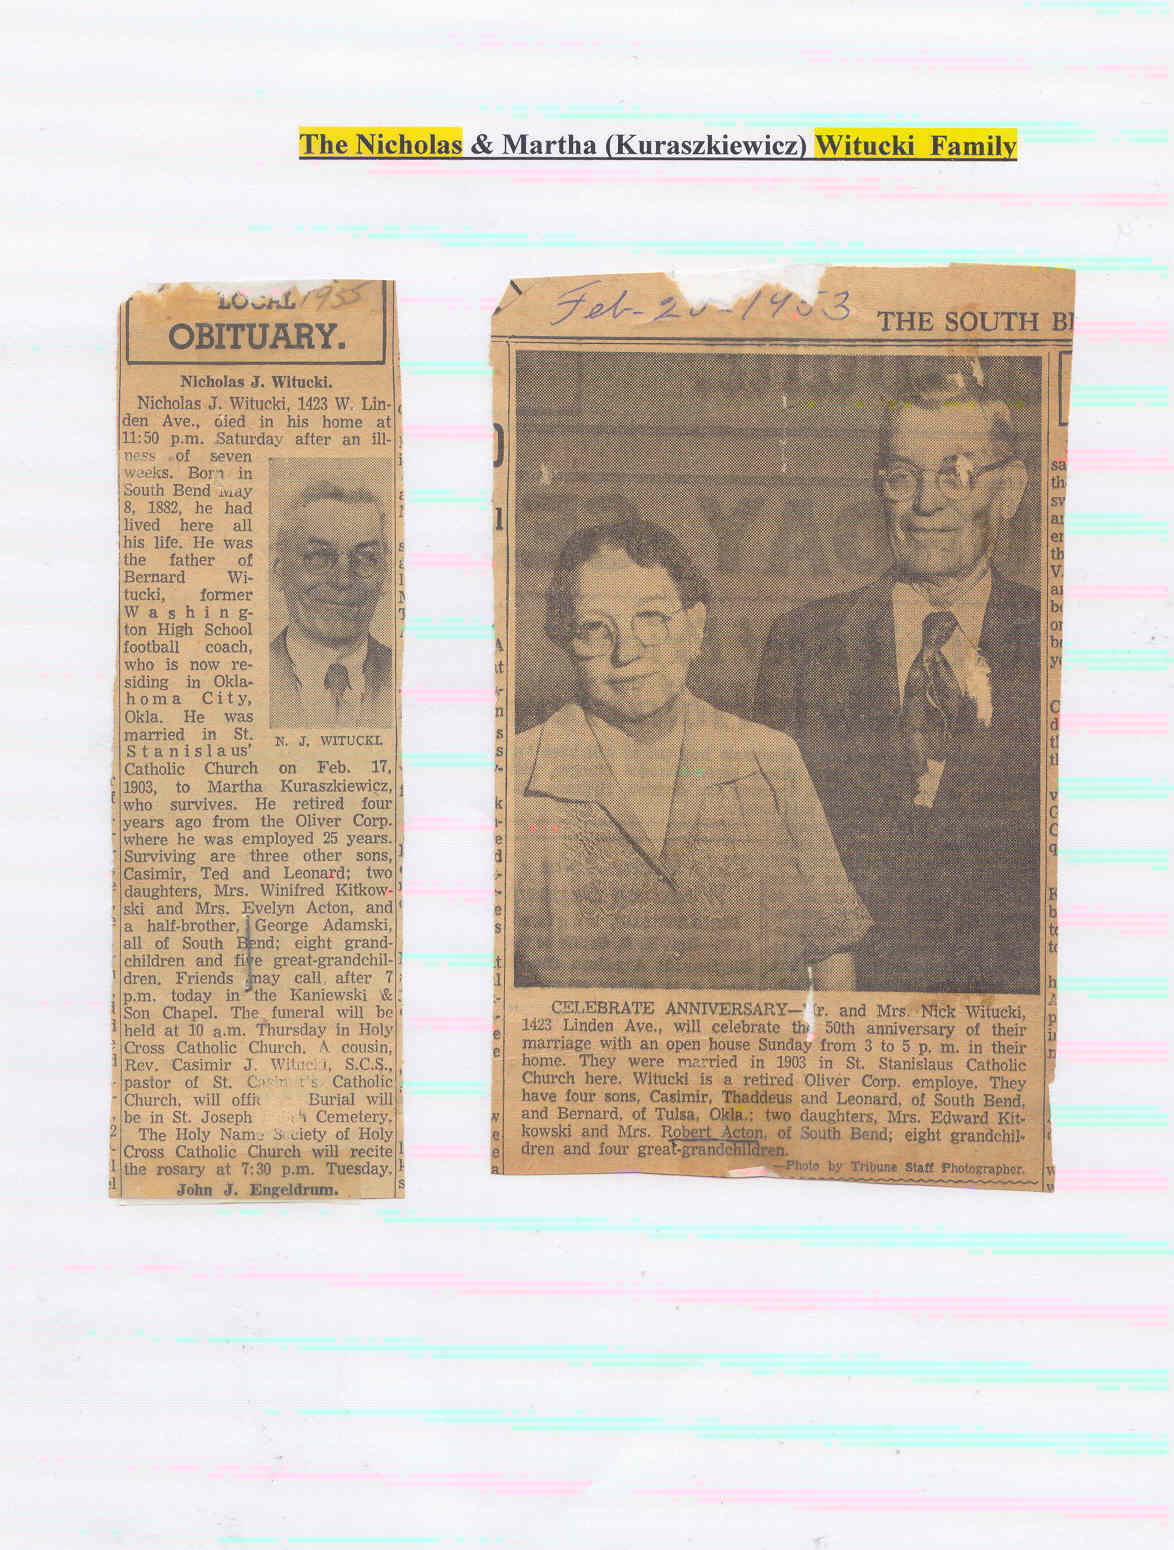 The Nicholas & Martha (Kuraszkiewicz) Witucki Family
LOCAL 1955
OBITUARY.
Nicholas J. Witucki.
Nicholas J. Witucki, 1423 W. Lin-
den Ave., died in his home at
11:50 p.m. Saturday after an ill-
ness of seven
weeks. Born in
South Bend May
8, 1882, he had
lived here all
his life. He was
the father of
Bernard Wi-
tucki, former
Washing-
ton High School
football coach,
who is now re-
siding in Okla-
homa City,
Okla. He was
married in St.
Stanislaus'
N. J. WITUCKI.
Catholic Church on Feb. 17,
1903, to Martha Kuraszkiewicz,
who survives. He retired four
years ago from the Oliver Corp.
where he was employed 25 years.
Surviving are three other sons,
Casimir, Ted and Leonard; two
daughters, Mrs. Winifred Kitkow-
ski and Mrs. Evelyn Acton, and
a half-brother, George Adamski,
all of South Bend; eight grand-
children and five great-grandchil-
dren. Friends may call after 7
p.m. today in the Kaniewski &
Son Chapel. The funeral will be
held at 10 a.m. Thursday in Holy
Cross Catholic Church. A cousin,
Rev. Casimir J. Witucki, S.C.S.,
pastor of St. Casimir's Catholic
Church, will Burial will
be in St. Joseph Cemetery.
The Holy Name Society of Holy
Cross Catholic Church will recite
the rosary at 7:30 p.m. Tuesday.
John J. Engeldrum.
Feb- 1953
THE SOUTH BE
CELEBRATE ANNIVERSARY—Mr. and Mrs. Nick Witucki,
1423 Linden Ave., will celebrate the 50th anniversary of their
marriage with an open house Sunday from 3 to 5 p. m. in their
home. They were married in 1903 in St. Stanislaus Catholic
Church here. Witucki is a retired Oliver Corp. employe. They
have four sons, Casimir, Thaddeus and Leonard, of South Bend,
and Bernard, of Tulsa, Okla.; two daughters, Mrs. Edward Kit-
kowski and Mrs. Robert Acton, of South Bend; eight grandchil-
dren and four great-grandchildren.
—Photo by Tribune Staff Photographer.